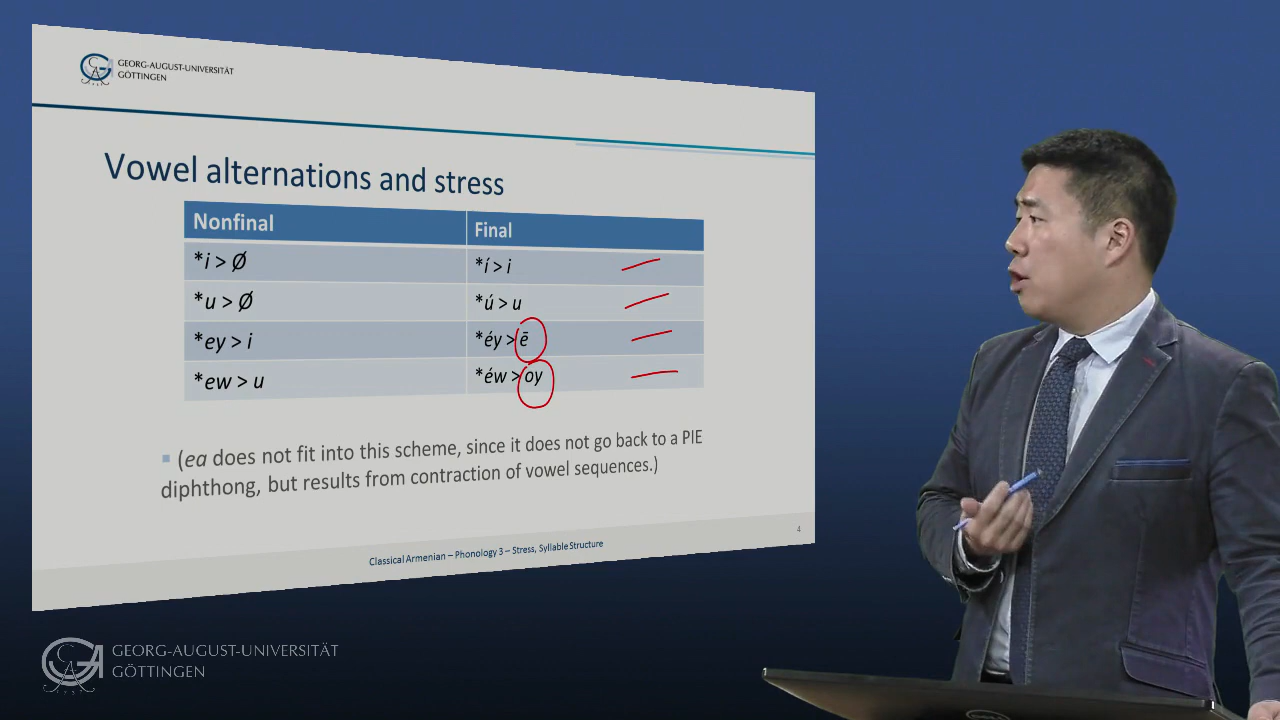 GEORG-AUGUST-UNIVERSITÄT
GÖTTINGEN
Vowel alternations and stress
Nonfinal Final
*i > Ø *í > i
*u > Ø *ú > u
*ey > i *éy > ē
*ew > u *éw > oy
(ea does not fit into this scheme, since it does not go back to a PIE
diphthong, but results from contraction of vowel sequences.)
4
Classical Armenian – Phonology 3 – Stress, Syllable Structure
GEORG-AUGUST-UNIVERSITÄT
GÖTTINGEN